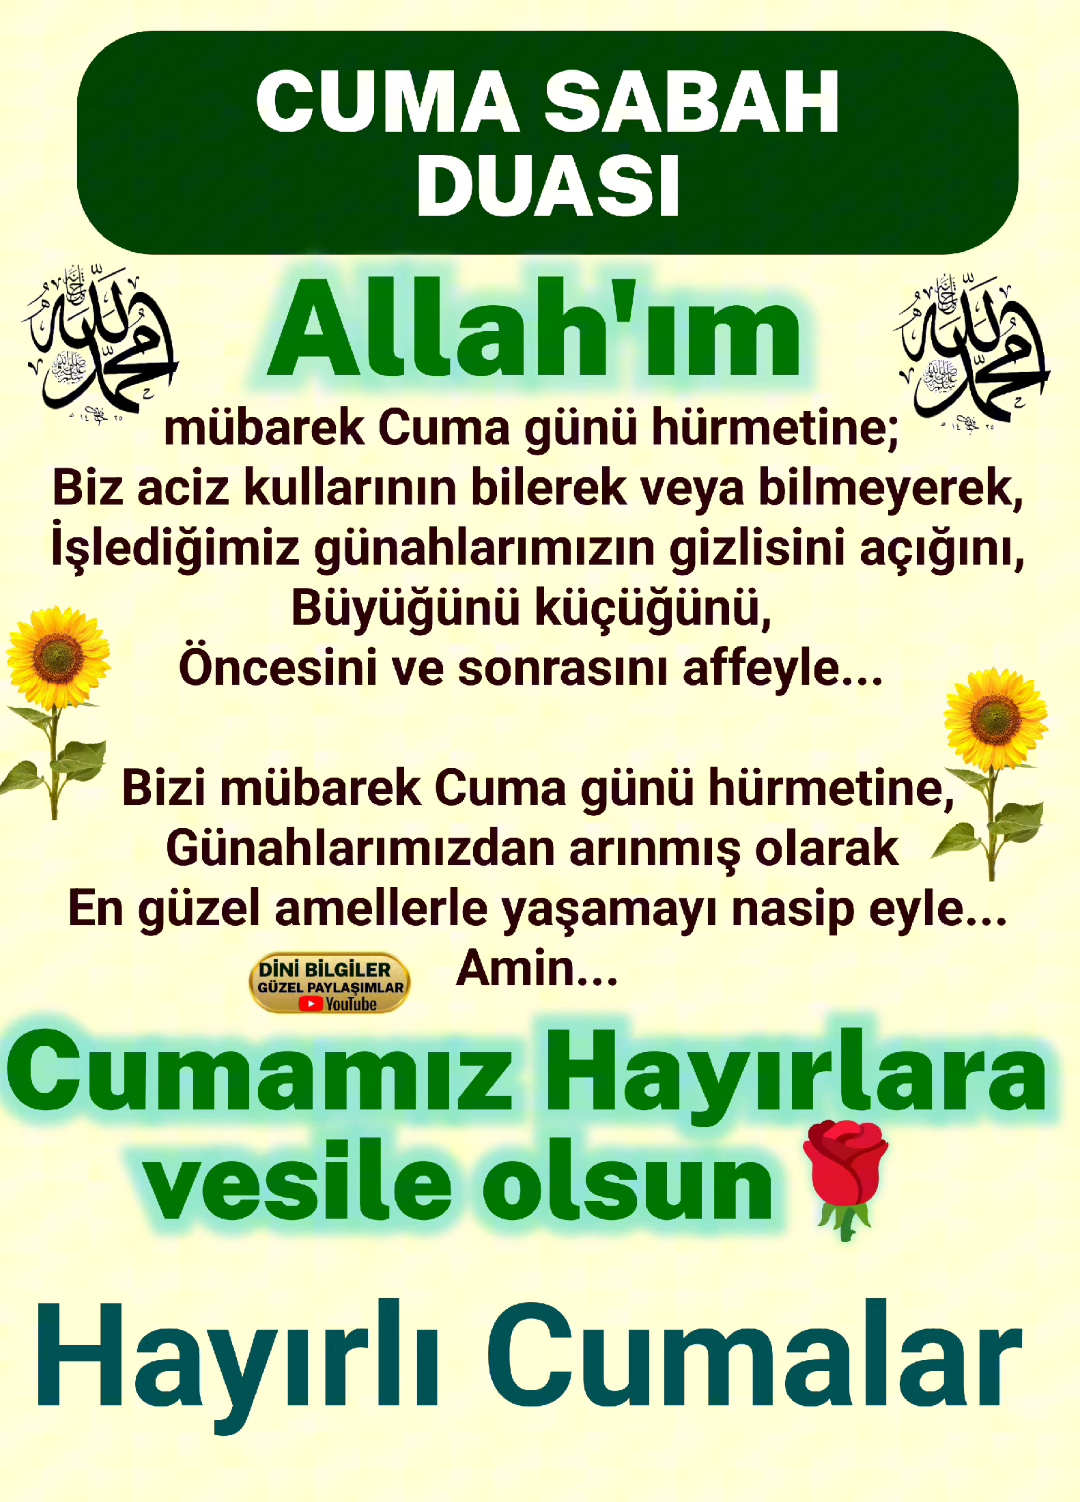 CUMA SABAH
DUASI
Allah'ım
mübarek Cuma günü hürmetine;
Biz aciz kullarının bilerek veya bilmeyerek,
İşlediğimiz günahlarımızın gizlisini açığını,
Büyüğünü küçüğünü,
Öncesini ve sonrasını affeyle...
Bizi mübarek Cuma günü hürmetine,
Günahlarımızdan arınmış olarak
En güzel amellerle yaşamayı nasip eyle...
Amin...
DİNİ BİLGİLER
GÜZEL PAYLAŞIMLAR
YouTube
Cumamız Hayırlara
vesile olsun
Hayırlı Cumalar